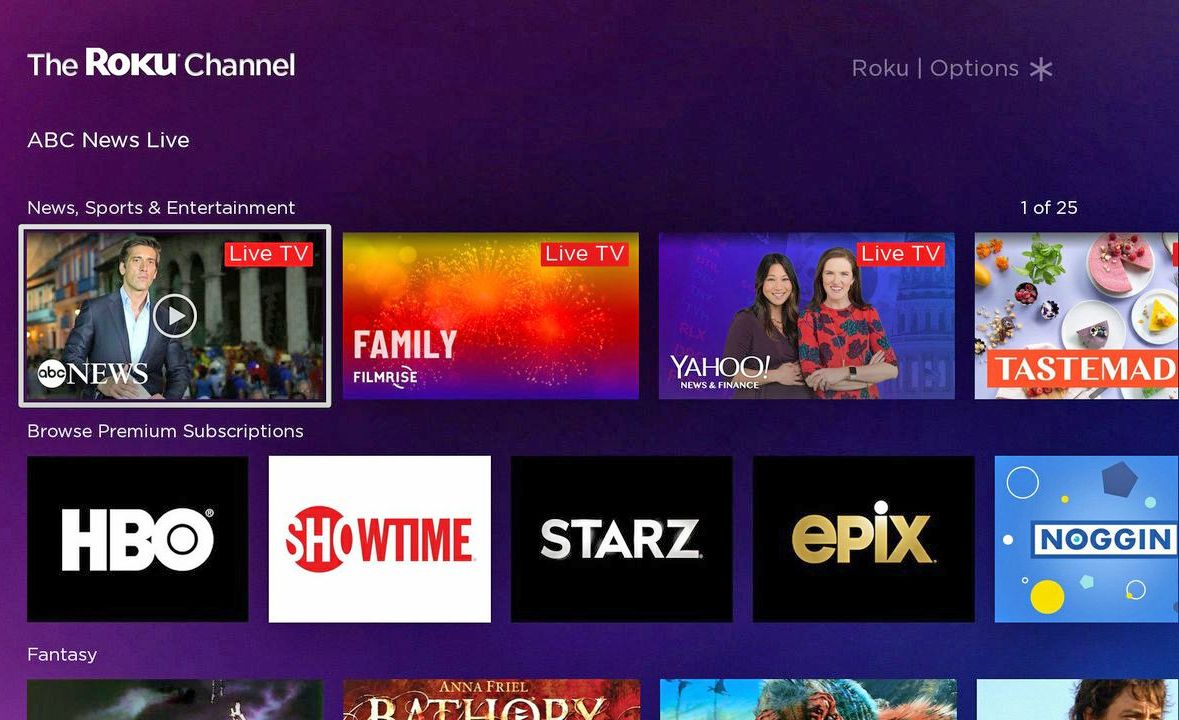 The Roku Channel
Roku | Options
ABC News Live
News, Sports & Entertainment
1 of 25
Live TV
abc NEWS
Live TV
FAMILY
FILMRISE
Live TV
YAHOO!
NEWS & FINANCE
TASTEMAD
Browse Premium Subscriptions
HBO®
SHOWTIME
STARZ
epix
NOGGIN
Fantasy
ANNA FRIEL
BATHORY